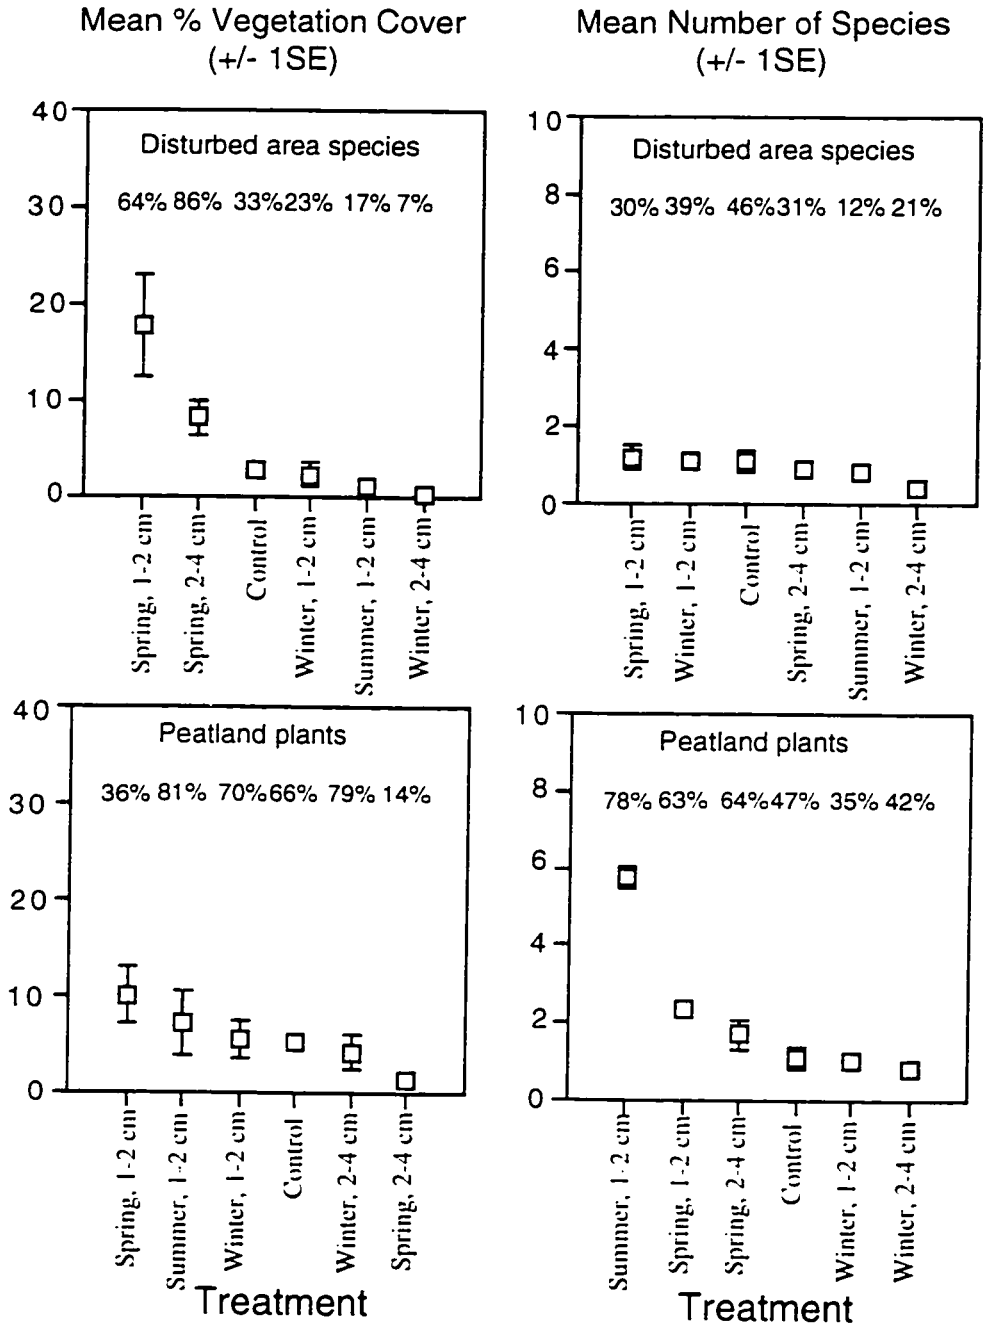 Mean % Vegetation Cover
(+/- 1SE)
40
Disturbed area species
64% 86% 33% 23% 17% 7%
30
20
10
0
Spring, 1-2 cm
Spring, 2-4 cm
Control
Winter, 1-2 cm
Summer, 1-2 cm
Winter, 2-4 cm
Mean Number of Species
(+/- 1SE)
10
Disturbed area species
30% 39% 46% 31% 12% 21%
8
6
4
2
0
Spring, 1-2 cm
Winter, 1-2 cm
Control
Spring, 2-4 cm
Summer, 1-2 cm
Winter, 2-4 cm
40
Peatland plants
36% 81% 70% 66% 79% 14%
30
20
10
0
Spring, 1-2 cm
Summer, 1-2 cm
Winter, 1-2 cm
Control
Winter, 2-4 cm
Spring, 2-4 cm
Treatment
10
Peatland plants
78% 63% 64% 47% 35% 42%
8
6
4
2
0
Summer, 1-2 cm
Spring, 1-2 cm
Spring, 2-4 cm
Control
Winter, 1-2 cm
Winter, 2-4 cm
Treatment